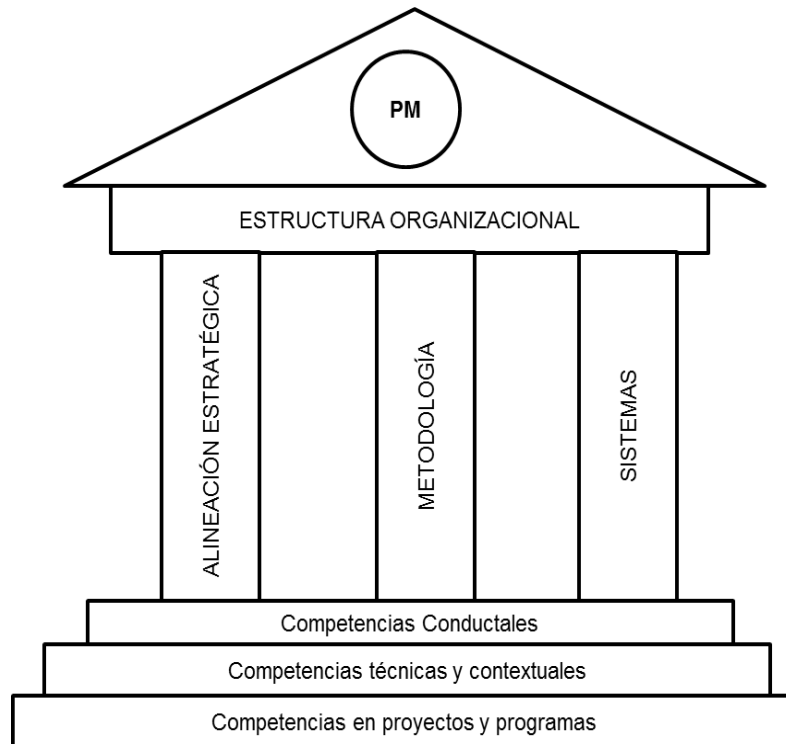 PM
ESTRUCTURA ORGANIZACIONAL
ALINEACIÓN ESTRATÉGICA
METODOLOGÍA
SISTEMAS
Competencias Conductales
Competencias técnicas y contextuales
Competencias en proyectos y programas